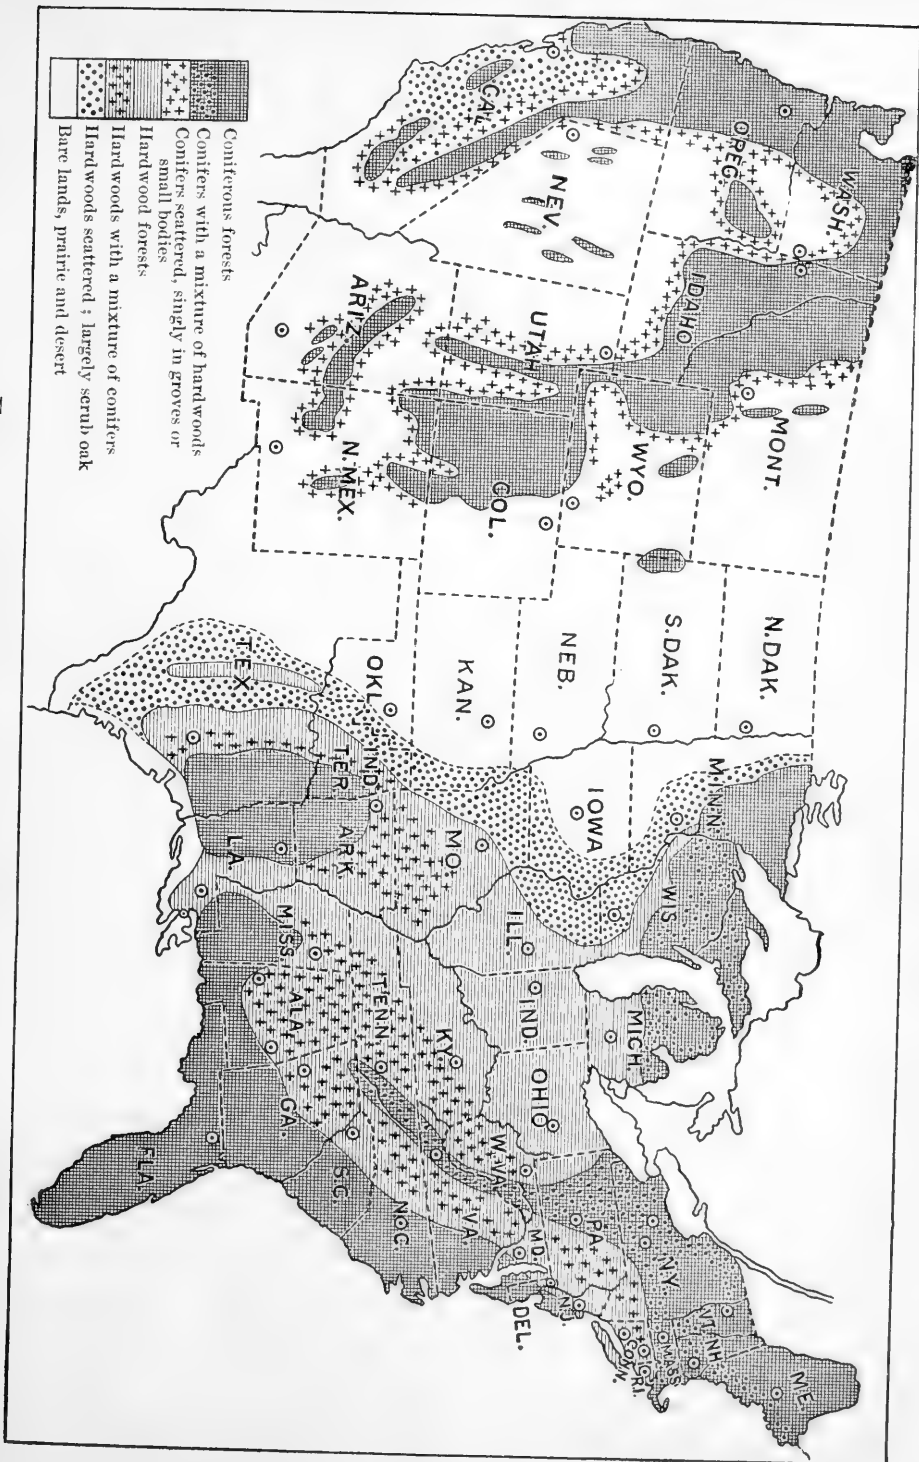 WASH.
OREG.
CAL.
NEV.
IDAHO
UTAH
ARIZ.
MONT.
WYO.
COL.
N.MEX.
N.DAK.
S.DAK.
NEB.
KAN.
OKL.
IND.
TER.
TEX.
MINN.
IOWA
MO.
ARK.
LA.
WIS.
ILL.
MICH.
IND.
OHIO
KY.
TENN.
MISS.
ALA.
GA.
FLA.
S.C.
NO.C.
VA.
W.VA.
MD.
DEL.
PA.
N.J.
N.Y.
CONN.
R.I.
MASS.
VT.
N.H.
ME.
Coniferous forests
Conifers with a mixture of hardwoods
Conifers scattered, singly in groves or
small bodies
Hardwood forests
Hardwoods with a mixture of conifers
Hardwoods scattered; largely scrub oak
Bare lands, prairie and desert